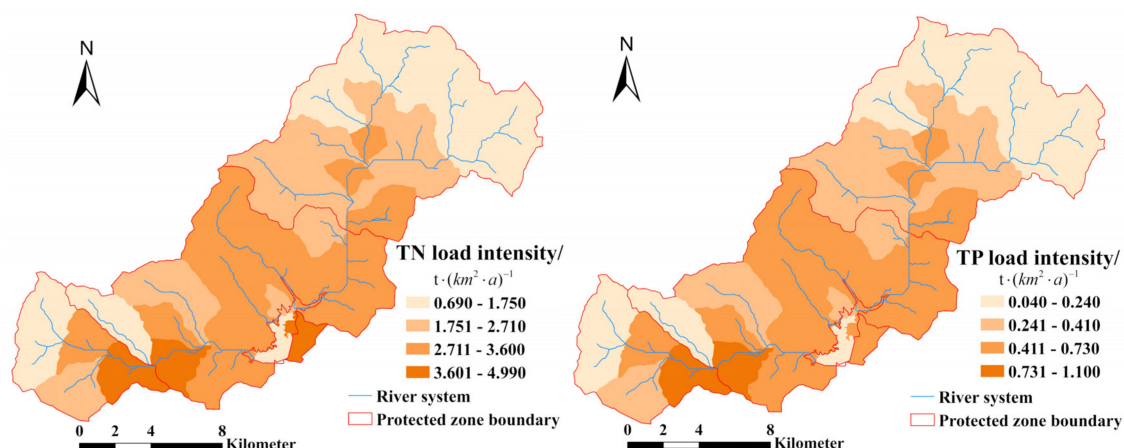 N
TN load intensity/
t·(km²·a)⁻¹
0.690 - 1.750
1.751 - 2.710
2.711 - 3.600
3.601 - 4.990
River system
Protected zone boundary
0 2 4 8
Kilometer
N
TP load intensity/
t·(km²·a)⁻¹
0.040 - 0.240
0.241 - 0.410
0.411 - 0.730
0.731 - 1.100
River system
Protected zone boundary
0 2 4 8
Kilometer